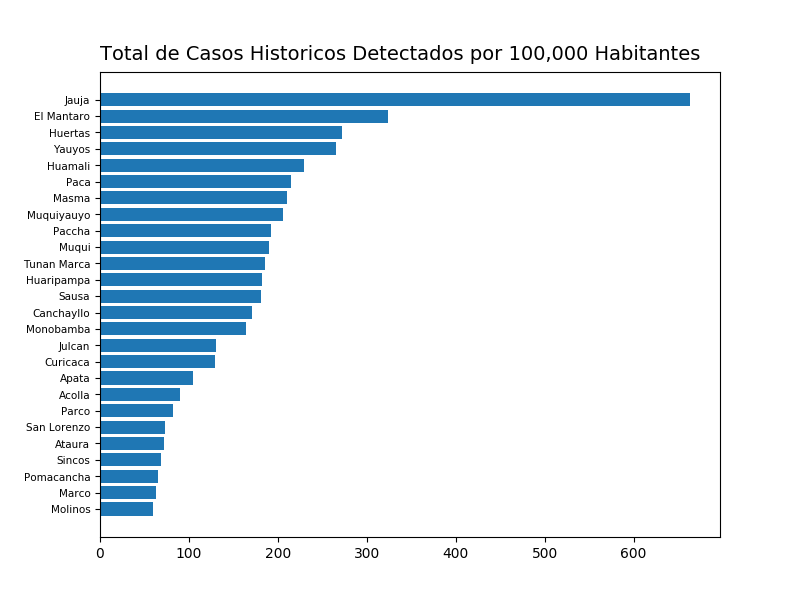 Total de Casos Historicos Detectados por 100,000 Habitantes
Jauja
El Mantaro
Huertas
Yauyos
Huamali
Paca
Masma
Muquiyauyo
Paccha
Muqui
Tunan Marca
Huaripampa
Sausa
Canchayllo
Monobamba
Julcan
Curicaca
Apata
Acolla
Parco
San Lorenzo
Ataura
Sincos
Pomacancha
Marco
Molinos
0 100 200 300 400 500 600